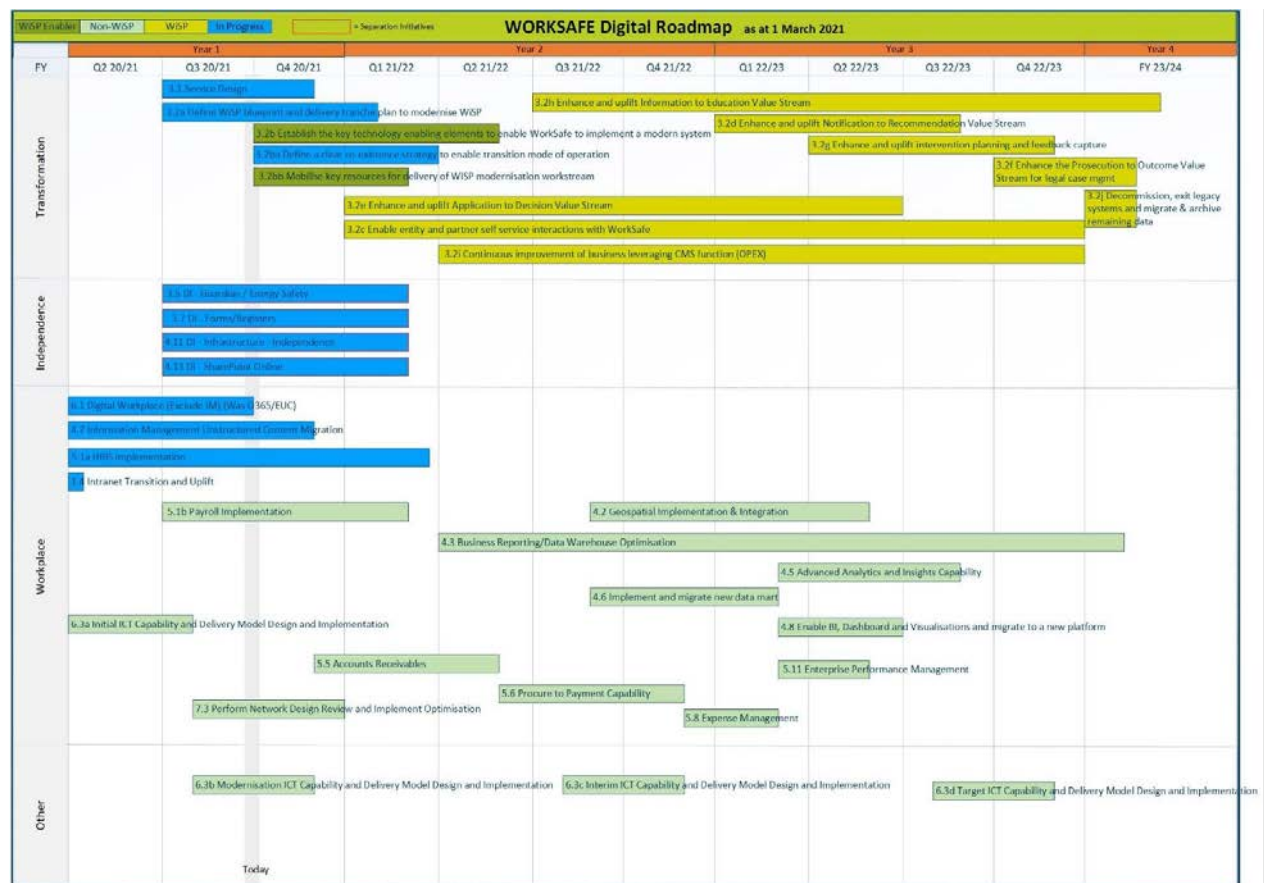 WiSP Enabler Non-WiSP WiSP In Progress = Separation Initiatives WORKSAFE Digital Roadmap as at 1 March 2021
Year 1 Year 2 Year 3 Year 4
FY Q2 20/21 Q3 20/21 Q4 20/21 Q1 21/22 Q2 21/22 Q3 21/22 Q4 21/22 Q1 22/23 Q2 22/23 Q3 22/23 Q4 22/23 FY 23/24
Transformation
3.1 Service Design
3.2h Enhance and uplift Information to Education Value Stream
3.2a Define WiSP blueprint and delivery plan to modernise WiSP
3.2d Enhance and uplift Notification to Recommendation Value Stream
3.2b Establish the key technology enabling elements to enable WorkSafe to implement a modern system
3.2g Enhance and uplift intervention planning and feedback capture
Define a clear co-existence strategy to enable transition mode of operation
3.2f Enhance the Prosecution to Outcome Value
Stream for legal case mgmt
3.2bb Mobilise key resources for delivery of WiSP modernisation workstream
3.2j Decommission, exit legacy
systems and migrate & archive
remaining data
3.2e Enhance and uplift Application to Decision Value Stream
3.2c Enable entity and partner self service interactions with WorkSafe
3.2i Continuous improvement of business leveraging CMS function (OPEX)
Independence
3.5 DI - Guardian / Energy Safety
3.7 DI - Forms/Registers
4.11 DI - Infrastructure - Independence
4.13 DI - SharePoint Online
Workplace
6.1 Digital Workplace (Exclude IM) (Was O365/EUC)
4.7 Information Management Unstructured Content Migration
5.1a HRIS Implementation
3.4 Intranet Transition and Uplift
5.1b Payroll Implementation
4.2 Geospatial Implementation & Integration
4.3 Business Reporting/Data Warehouse Optimisation
4.5 Advanced Analytics and Insights Capability
4.6 Implement and migrate new data mart
6.3a Initial ICT Capability and Delivery Model Design and Implementation
4.8 Enable BI, Dashboard and Visualisations and migrate to a new platform
5.5 Accounts Receivables
5.11 Enterprise Performance Management
5.6 Procure to Payment Capability
7.3 Perform Network Design Review and Implement Optimisation
5.8 Expense Management
Other
6.3b Modernisation ICT Capability and Delivery Model Design and Implementation
6.3c Interim ICT Capability and Delivery Model Design and Implementation
6.3d Target ICT Capability and Delivery Model Design and Implementation
Today